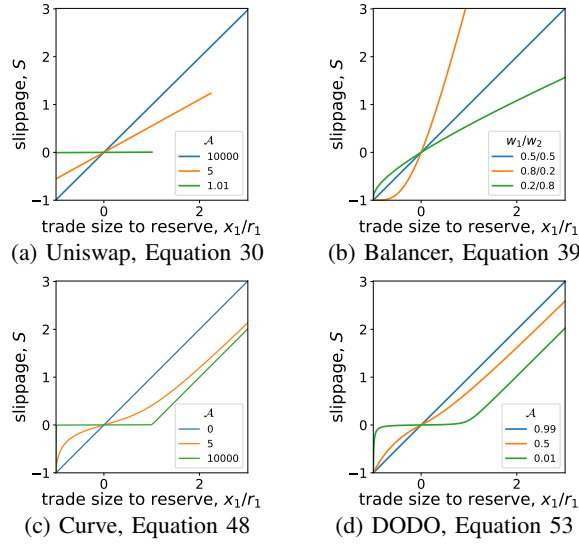 3
2
1
0
−1
0
2
slippage, S
trade size to reserve, x₁/r₁
𝒜
10000
5
1.01
(a) Uniswap, Equation 30
3
2
1
0
−1
0
2
slippage, S
trade size to reserve, x₁/r₁
w₁/w₂
0.5/0.5
0.8/0.2
0.2/0.8
(b) Balancer, Equation 39
3
2
1
0
−1
0
2
slippage, S
trade size to reserve, x₁/r₁
𝒜
0
5
10000
(c) Curve, Equation 48
3
2
1
0
−1
0
2
slippage, S
trade size to reserve, x₁/r₁
𝒜
0.99
0.5
0.01
(d) DODO, Equation 53